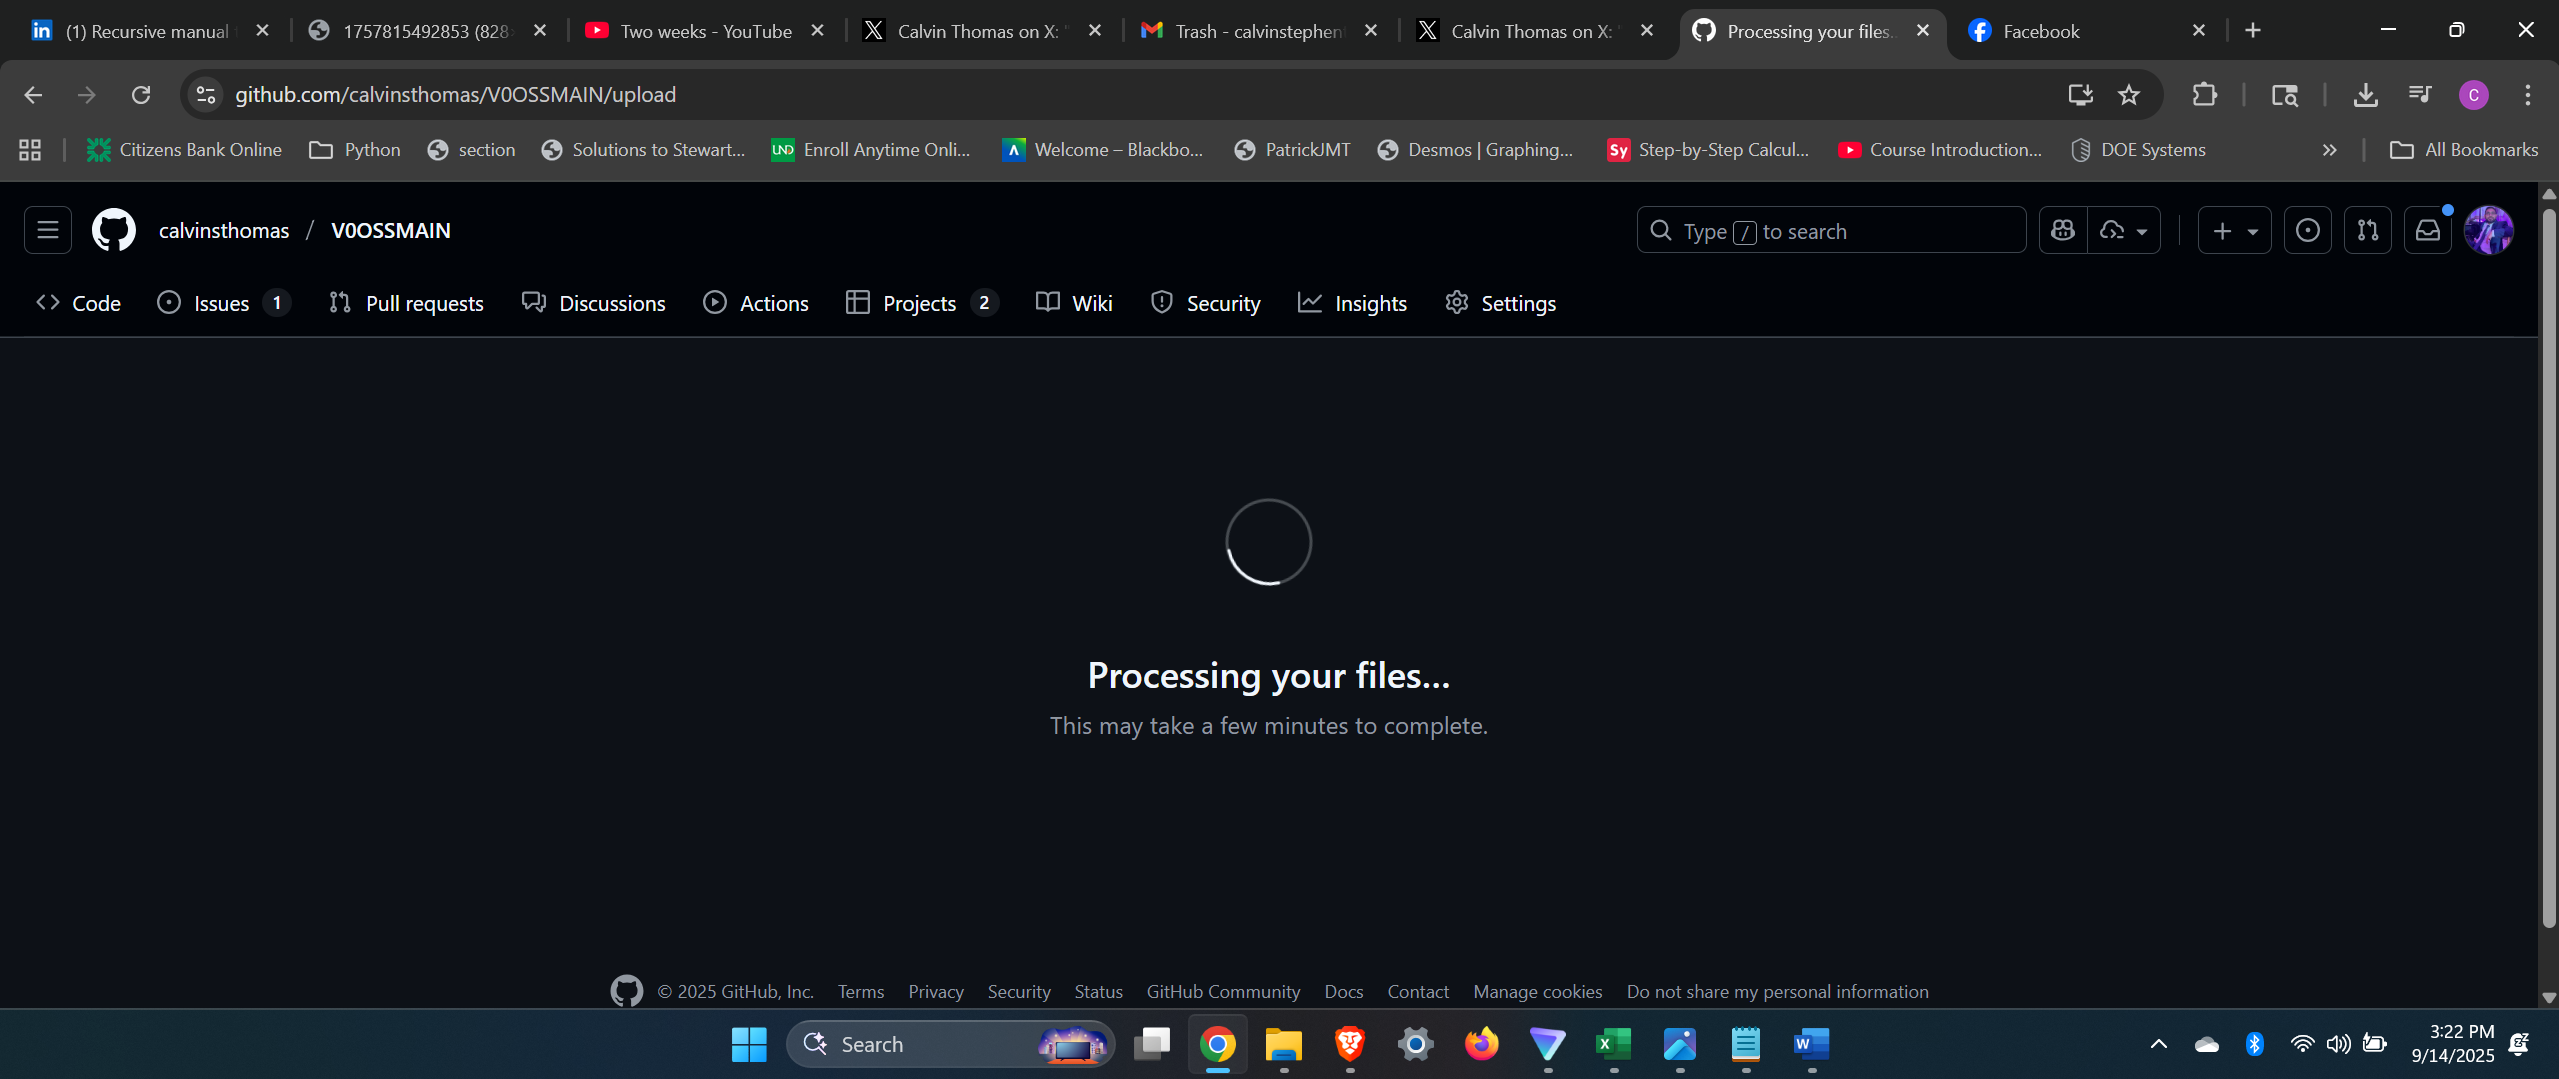 (1) Recursive manual
1757815492853 (828
Two weeks - YouTube
Calvin Thomas on X: "
Trash - calvinstephen
Calvin Thomas on X: "
Processing your files..
Facebook
github.com/calvinsthomas/V0OSSMAIN/upload
C
Citizens Bank Online
Python
section
Solutions to Stewart...
UND Enroll Anytime Onli...
Welcome – Blackbo...
PatrickJMT
Desmos | Graphing...
Sy Step-by-Step Calcul...
Course Introduction...
DOE Systems
All Bookmarks
calvinsthomas / V0OSSMAIN
Type / to search
Code
Issues 1
Pull requests
Discussions
Actions
Projects 2
Wiki
Security
Insights
Settings
Processing your files…
This may take a few minutes to complete.
© 2025 GitHub, Inc.
Terms
Privacy
Security
Status
GitHub Community
Docs
Contact
Manage cookies
Do not share my personal information
Search
3:22 PM
9/14/2025